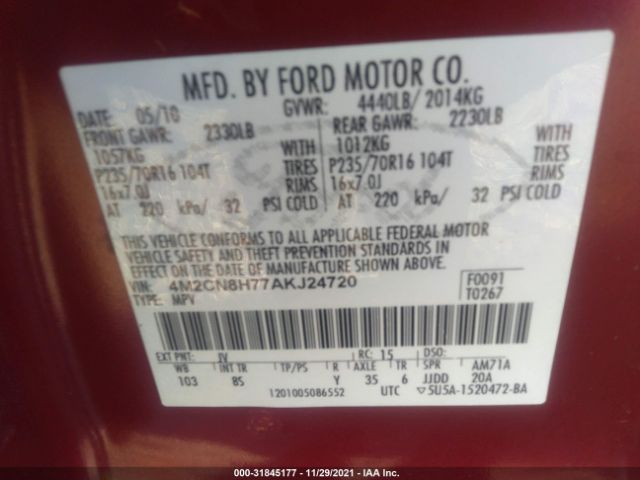 MFD. BY FORD MOTOR CO.
DATE: 05/10 GVWR: 4440LB/ 2014KG
FRONT GAWR: 2330LB REAR GAWR: 2230LB
1057KG WITH 1012KG WITH
P235/70R16 104T TIRES P235/70R16 104T TIRES
16x7.0J RIMS 16x7.0J RIMS
AT 220 kPa/ 32 PSI COLD AT 220 kPa/ 32 PSI COLD
THIS VEHICLE CONFORMS TO ALL APPLICABLE FEDERAL MOTOR
VEHICLE SAFETY AND THEFT PREVENTION STANDARDS IN
EFFECT ON THE DATE OF MANUFACTURE SHOWN ABOVE.
VIN: 4M2CN8H77AKJ24720 F0091
TYPE: MPV T0267
EXT PNT: JV RC: 15 DSO:
WB INT TR TP/PS R AXLE TR SPR AM71A
103 8S Y 35 6 JJDD 20A
1201005086552 UTC ▽5U5A-1520472-BA
000-31845177 - 11/29/2021 - IAA Inc.